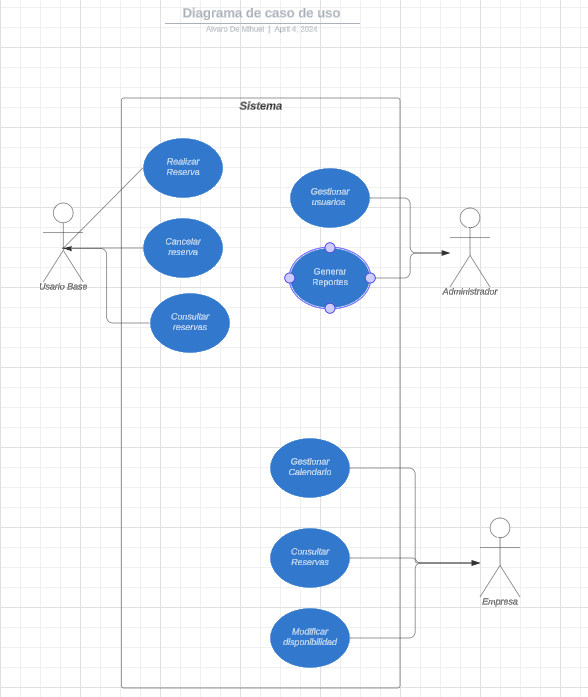 Diagrama de caso de uso
Alvaro De Mihuel | April 4, 2024
Sistema
Realizar
Reserva
Gestionar
usuarios
Cancelar
reserva
Generar
Reportes
Usario Base
Administrador
Consultar
reservas
Gestionar
Calendario
Consultar
Reservas
Empresa
Modificar
disponibilidad